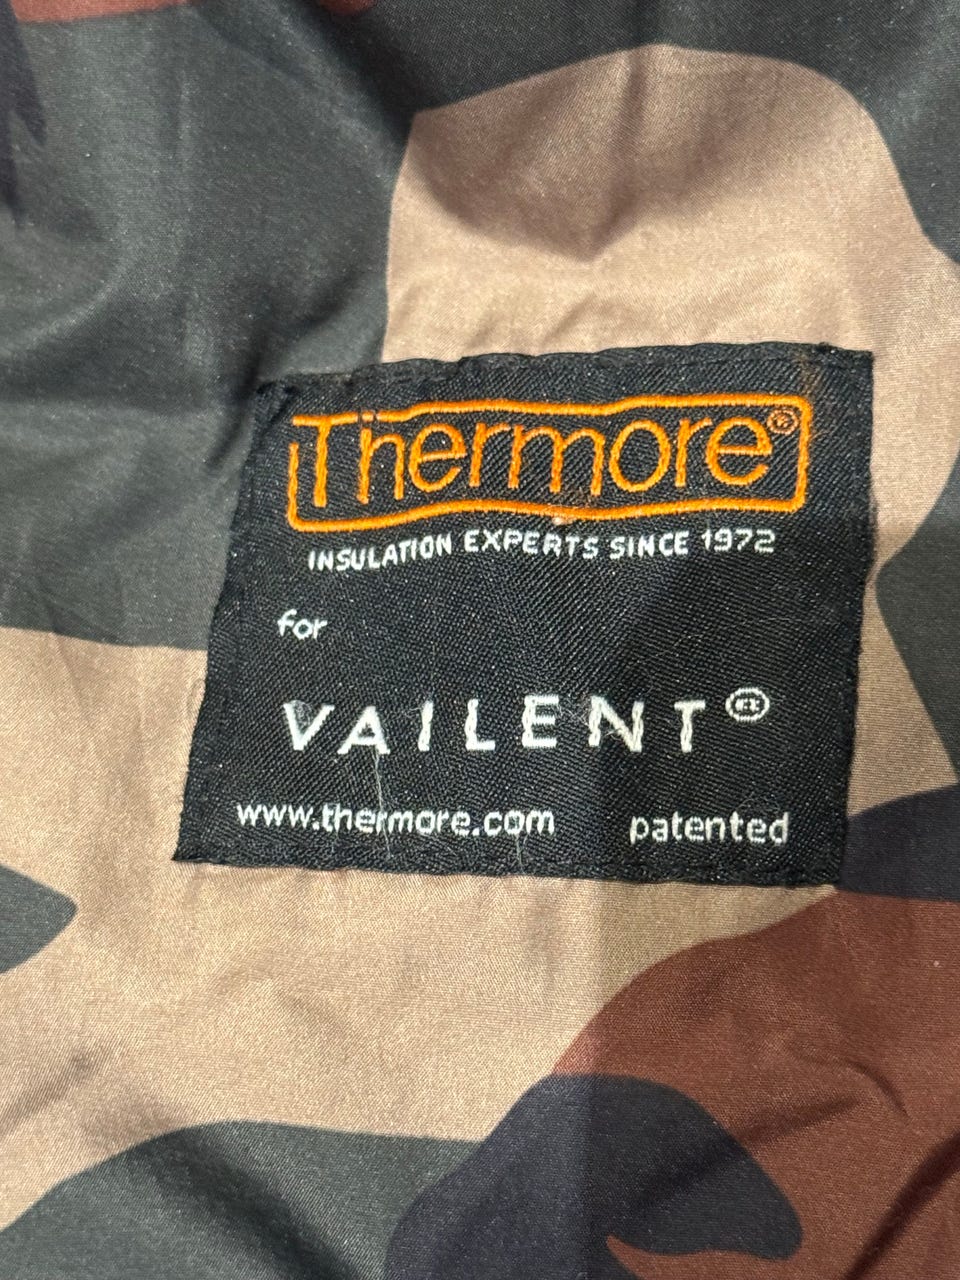 Thermore®
INSULATION EXPERTS SINCE 1972
for
VAILENT®
www.thermore.com patented